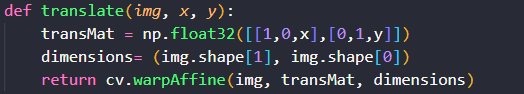 def translate(img, x, y):
    transMat = np.float32([[1,0,x],[0,1,y]])
    dimensions= (img.shape[1], img.shape[0])
    return cv.warpAffine(img, transMat, dimensions)